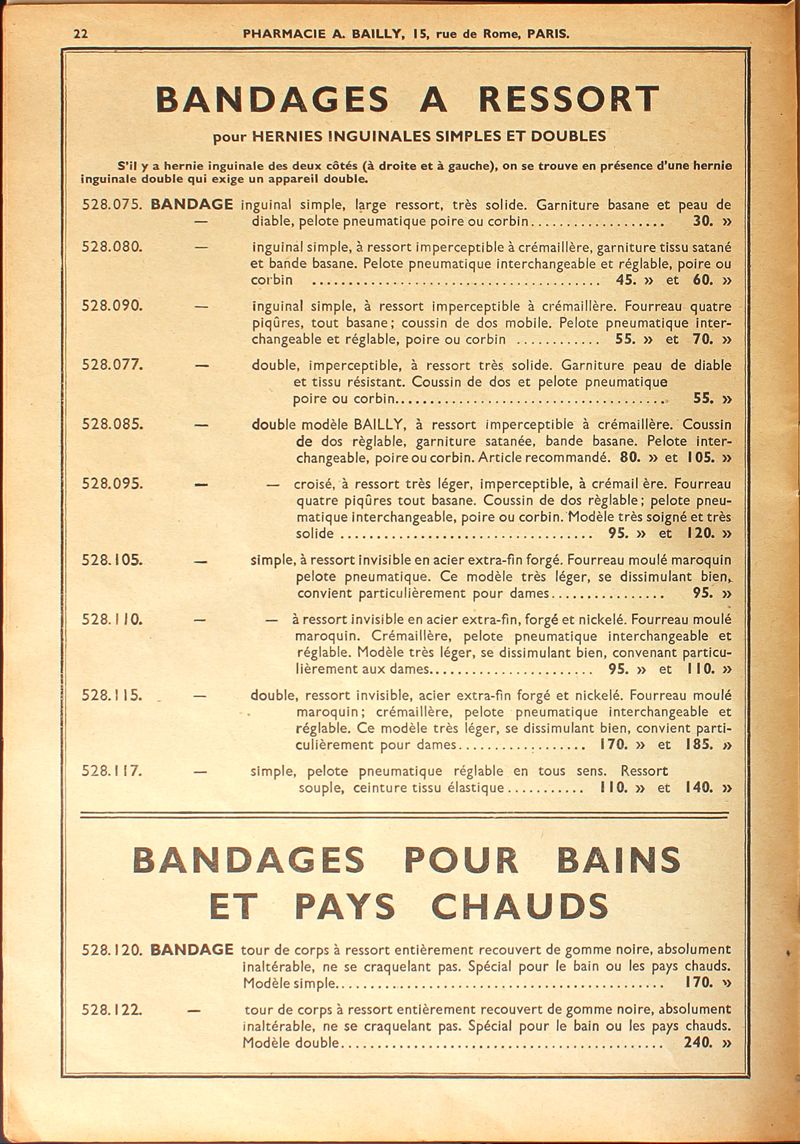 22
PHARMACIE A. BAILLY, 15, rue de Rome, PARIS.
BANDAGES A RESSORT
pour HERNIES INGUINALES SIMPLES ET DOUBLES
S'il y a hernie inguinale des deux côtés (à droite et à gauche), on se trouve en présence d'une hernie
inguinale double qui exige un appareil double.
528.075. BANDAGE inguinal simple, large ressort, très solide. Garniture basane et peau de
— diable, pelote pneumatique poire ou corbin................... 30. »
528.080. — inguinal simple, à ressort imperceptible à crémaillère, garniture tissu satané
et bande basane. Pelote pneumatique interchangeable et réglable, poire ou
corbin ........................................ 45. » et 60. »
528.090. — inguinal simple, à ressort imperceptible à crémaillère. Fourreau quatre
piqûres, tout basane; coussin de dos mobile. Pelote pneumatique inter-
changeable et réglable, poire ou corbin ............ 55. » et 70. »
528.077. — double, imperceptible, à ressort très solide. Garniture peau de diable
et tissu résistant. Coussin de dos et pelote pneumatique
poire ou corbin..................................... 55. »
528.085. — double modèle BAILLY, à ressort imperceptible à crémaillère. Coussin
de dos règlable, garniture satanée, bande basane. Pelote inter-
changeable, poire ou corbin. Article recommandé. 80. » et 105. »
528.095. — — croisé, à ressort très léger, imperceptible, à crémail ère. Fourreau
quatre piqûres tout basane. Coussin de dos règlable; pelote pneu-
matique interchangeable, poire ou corbin. Modèle très soigné et très
solide ................................... 95. » et 120. »
528.105. — simple, à ressort invisible en acier extra-fin forgé. Fourreau moulé maroquin
pelote pneumatique. Ce modèle très léger, se dissimulant bien,
convient particulièrement pour dames................ 95. »
528.110. — — à ressort invisible en acier extra-fin, forgé et nickelé. Fourreau moulé
maroquin. Crémaillère, pelote pneumatique interchangeable et
réglable. Modèle très léger, se dissimulant bien, convenant particu-
lièrement aux dames....................... 95. » et 110. »
528.115. — double, ressort invisible, acier extra-fin forgé et nickelé. Fourreau moulé
maroquin; crémaillère, pelote pneumatique interchangeable et
réglable. Ce modèle très léger, se dissimulant bien, convient parti-
culièrement pour dames.................. 170. » et 185. »
528.117. — simple, pelote pneumatique réglable en tous sens. Ressort
souple, ceinture tissu élastique........... 110. » et 140. »
BANDAGES POUR BAINS
ET PAYS CHAUDS
528.120. BANDAGE tour de corps à ressort entièrement recouvert de gomme noire, absolument
inaltérable, ne se craquelant pas. Spécial pour le bain ou les pays chauds.
Modèle simple.............................................. 170. »
528.122. — tour de corps à ressort entièrement recouvert de gomme noire, absolument
inaltérable, ne se craquelant pas. Spécial pour le bain ou les pays chauds.
Modèle double............................................. 240. »